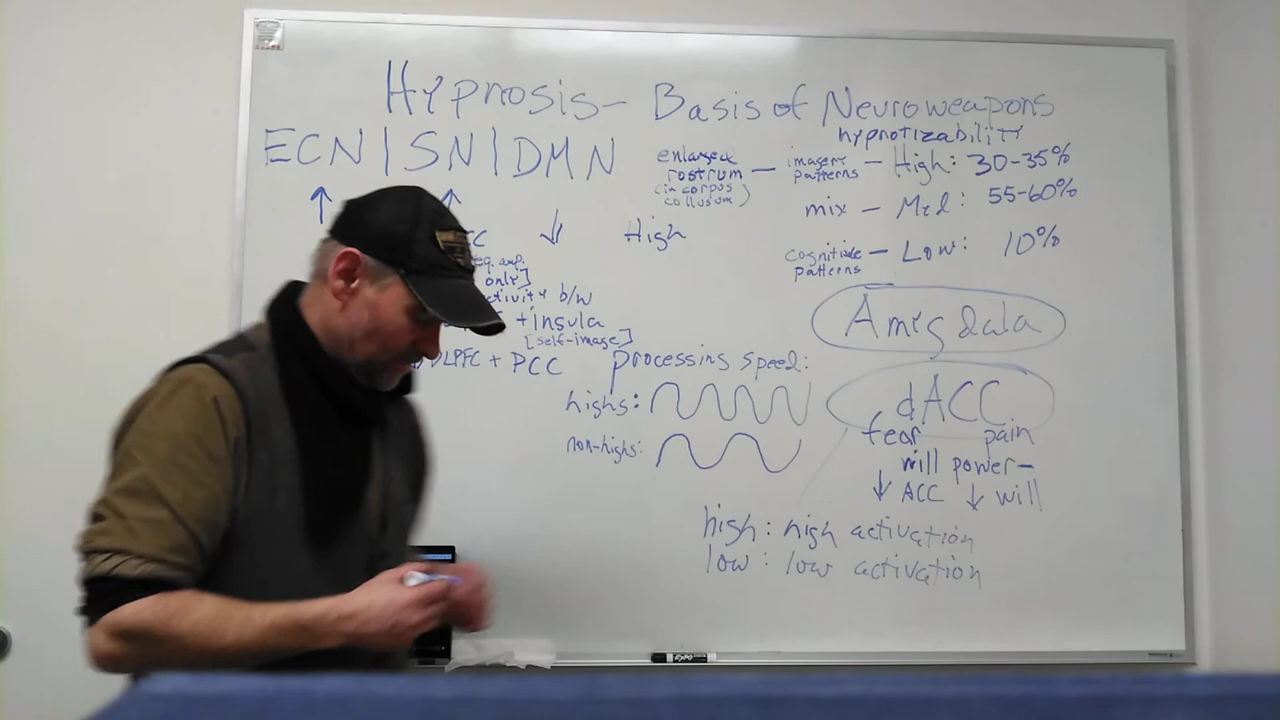 Hypnosis- Basis of Neuroweapons
ECN | SN | DMN
hypnotizability
enlarged rostrum (in corpus collosum) — imagery patterns — High: 30-35%
mix — Med: 55-60%
cognitive patterns — Low: 10%
↑ ↑ ↓ High
only]
b/w
+insula
[self-image]
DLPFC + PCC
processing speed:
highs:
non-highs:
Amigdala
dACC
fear pain
will power-
↓ ACC ↓ will
high: high activation
low: low activation